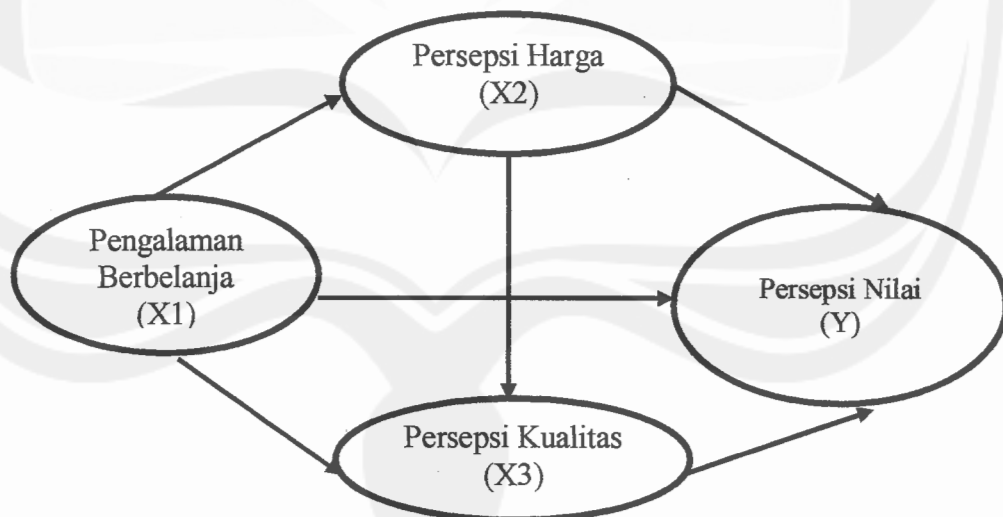 Persepsi Harga
(X2)
Pengalaman
Berbelanja
(X1)
Persepsi Nilai
(Y)
Persepsi Kualitas
(X3)